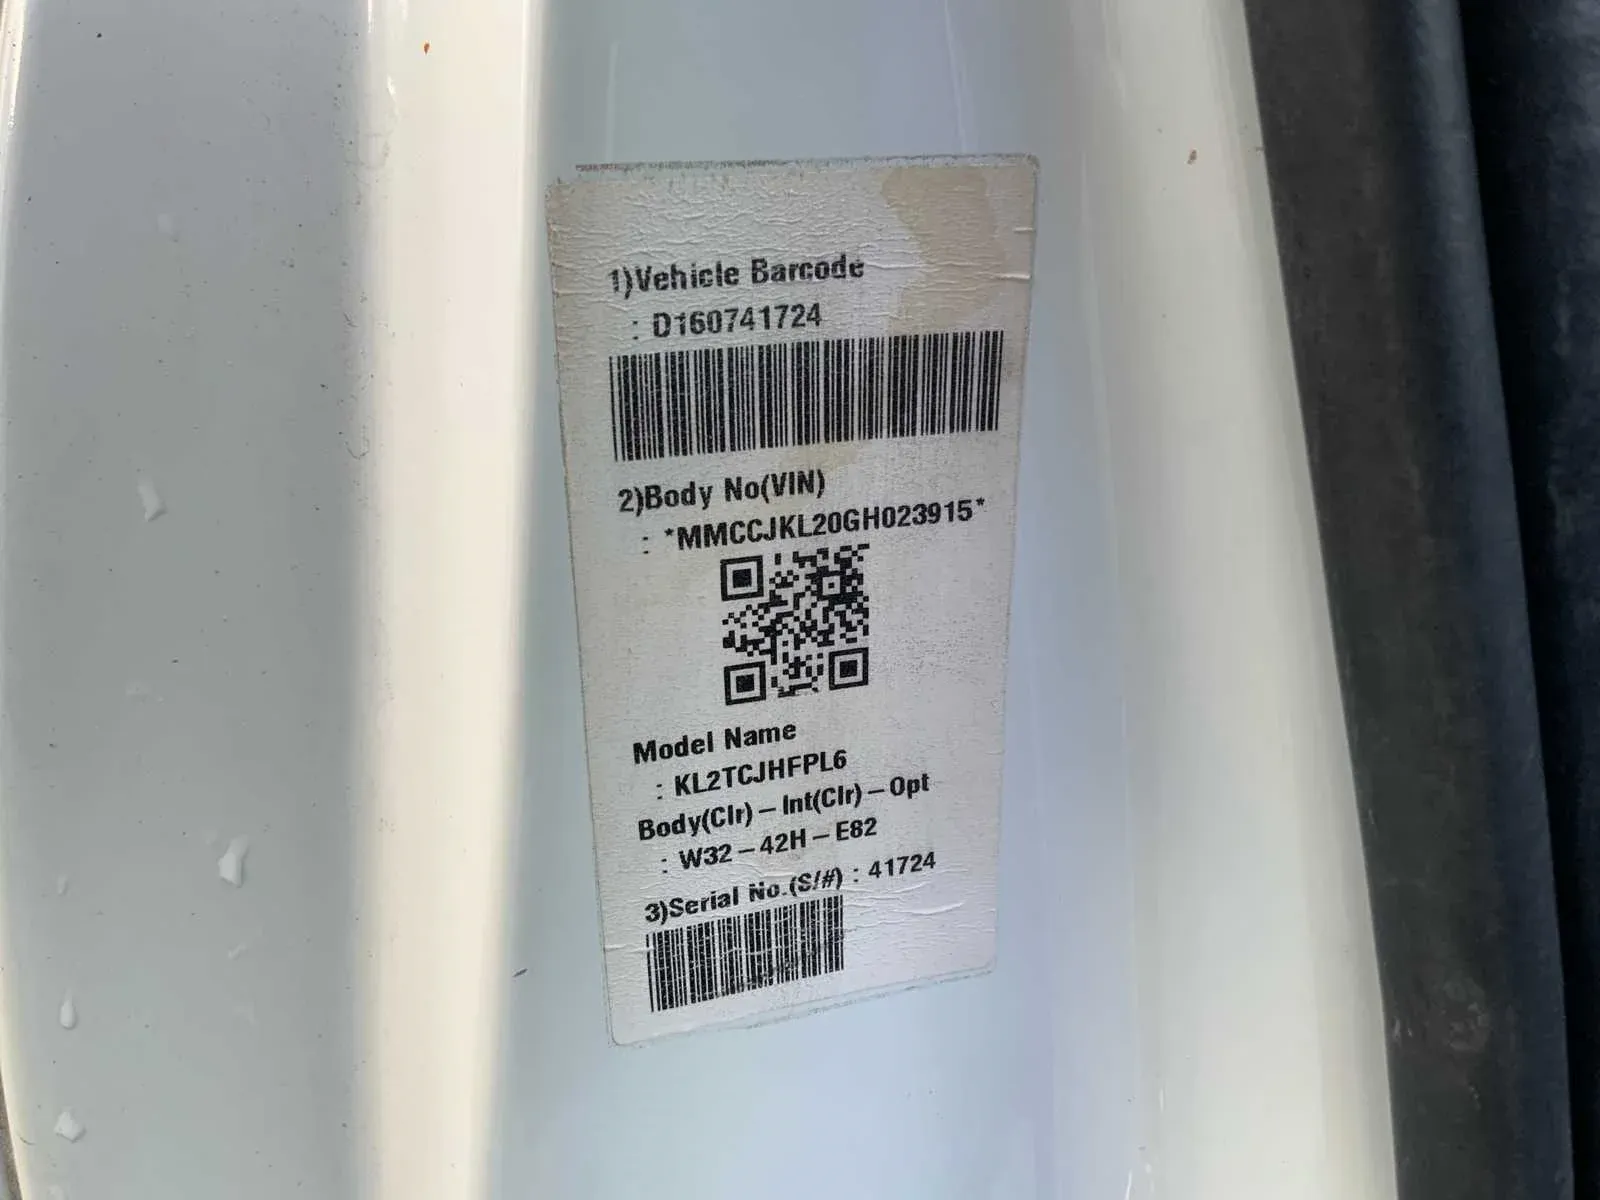 1)Vehicle Barcode
: D160741724
2)Body No(VIN)
: *MMCCJKL20GH023915*
Model Name
: KL2TCJHFPL6
Body(Clr)–Int(Clr)–Opt
: W32–42H–E82
3)Serial No.(S/#) : 41724